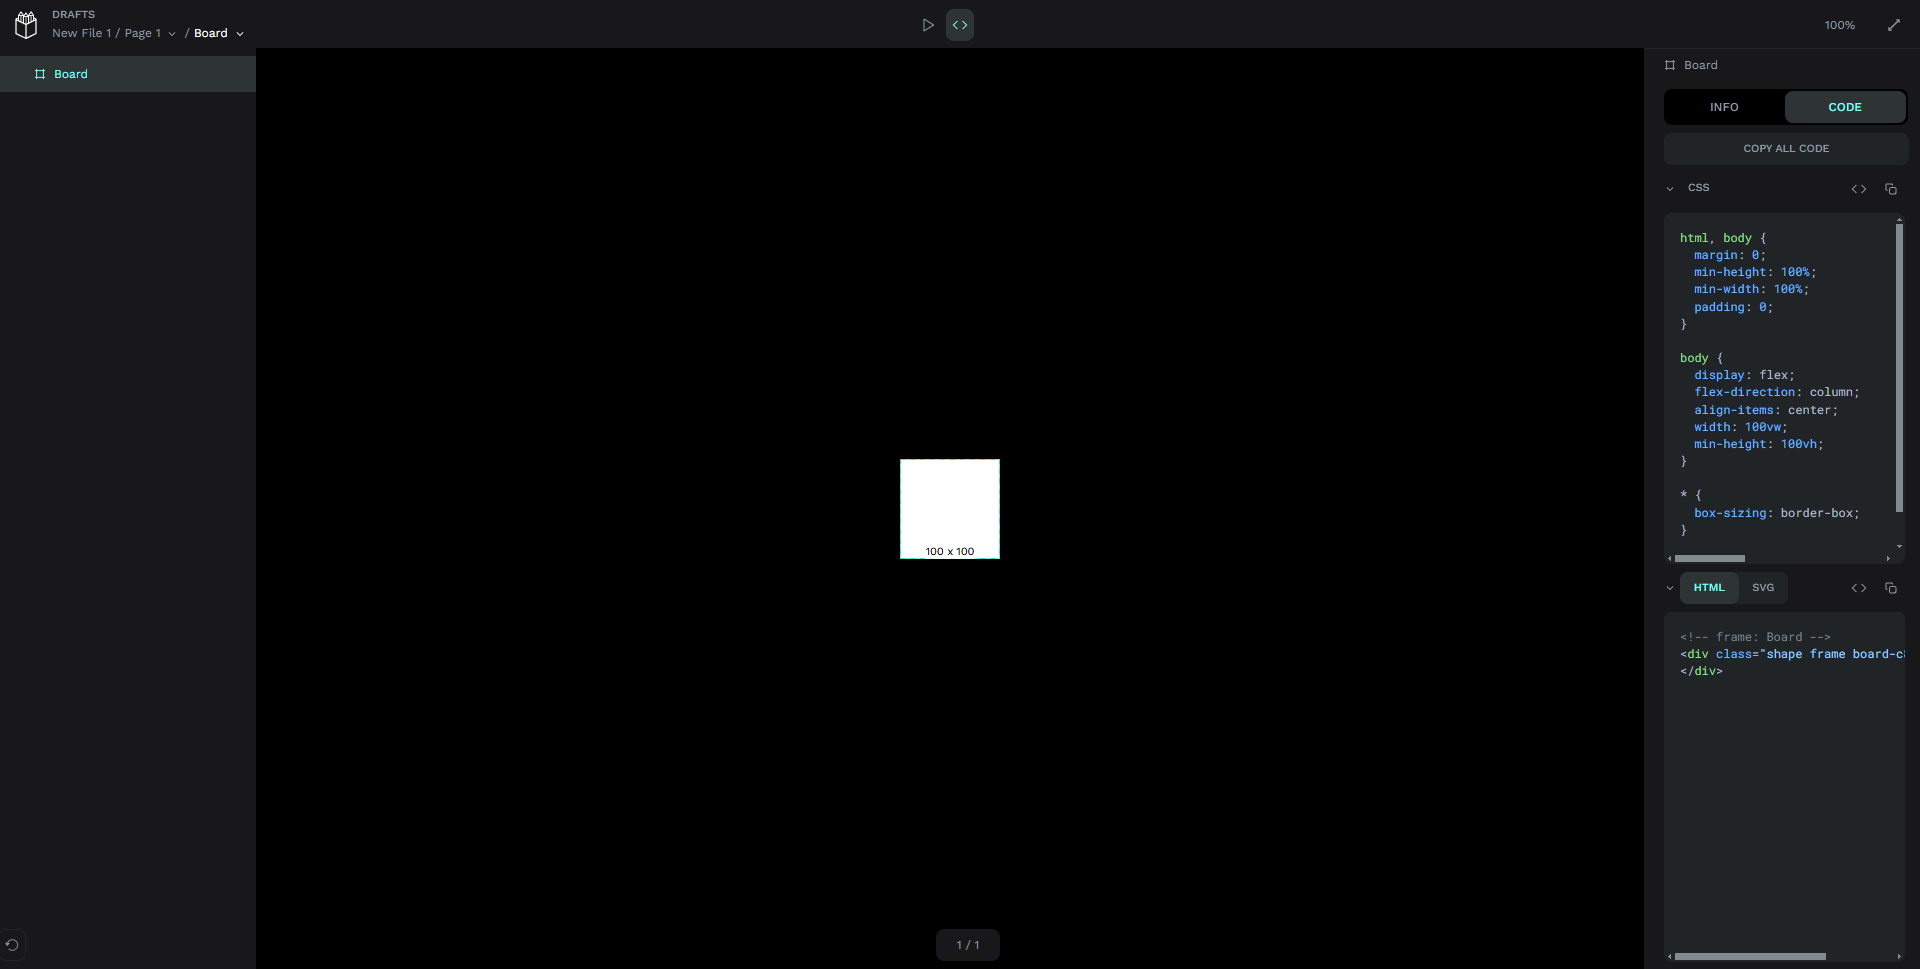 DRAFTS
New File 1 / Page 1 / Board
100%
Board
Board
INFO
CODE
COPY ALL CODE
CSS
html, body {
  margin: 0;
  min-height: 100%;
  min-width: 100%;
  padding: 0;
}
body {
  display: flex;
  flex-direction: column;
  align-items: center;
  width: 100vw;
  min-height: 100vh;
}
* {
  box-sizing: border-box;
}
100 x 100
HTML
SVG
<!-- frame: Board -->
<div class="shape frame board-c
</div>
1 / 1